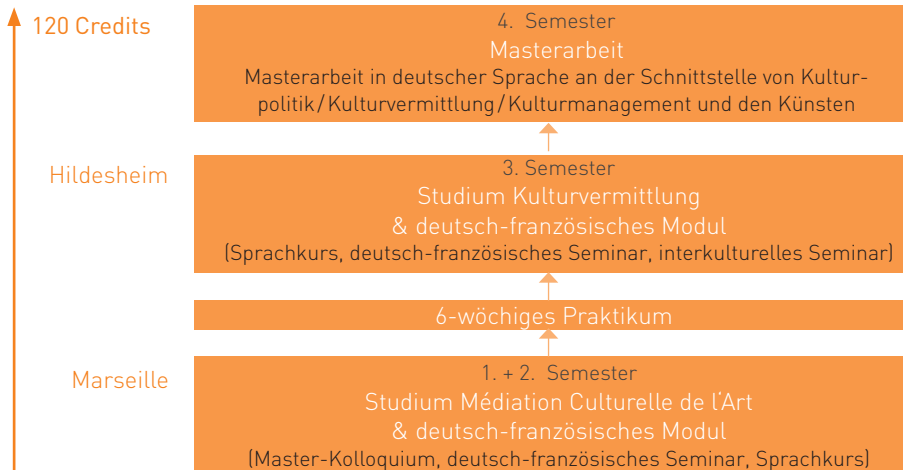 120 Credits
4. Semester
Masterarbeit
Masterarbeit in deutscher Sprache an der Schnittstelle von Kultur-
politik/Kulturvermittlung/Kulturmanagement und den Künsten
Hildesheim
3. Semester
Studium Kulturvermittlung
& deutsch-französisches Modul
(Sprachkurs, deutsch-französisches Seminar, interkulturelles Seminar)
6-wöchiges Praktikum
Marseille
1. + 2. Semester
Studium Médiation Culturelle de l‘Art
& deutsch-französisches Modul
(Master-Kolloquium, deutsch-französisches Seminar, Sprachkurs)